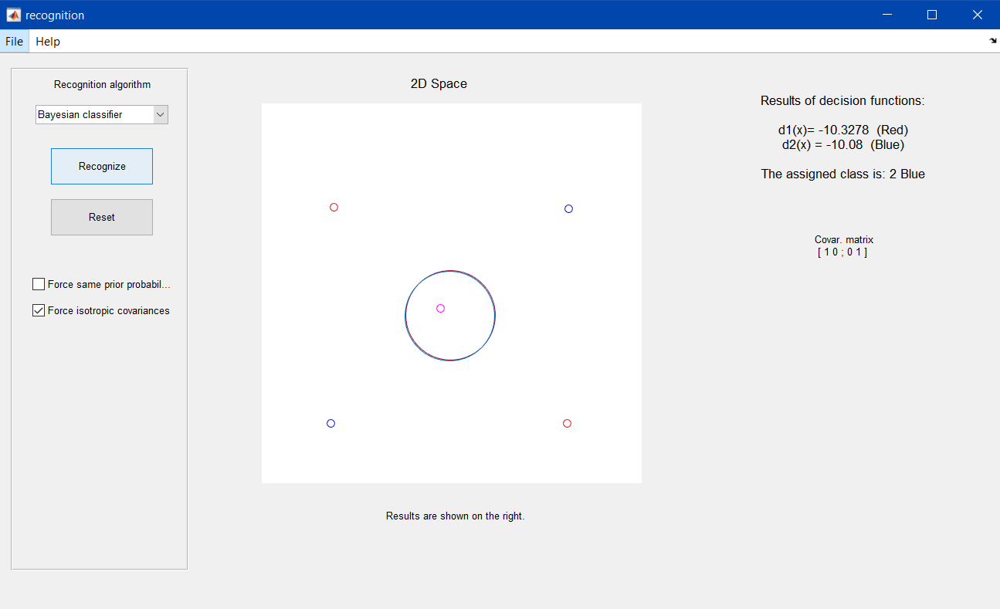 recognition
File Help
Recognition algorithm
Bayesian classifier
Recognize
Reset
Force same prior probabil...
Force isotropic covariances
2D Space
Results are shown on the right.
Results of decision functions:
d1(x)= -10.3278 (Red)
d2(x) = -10.08 (Blue)
The assigned class is: 2 Blue
Covar. matrix
[ 1 0 ; 0 1 ]